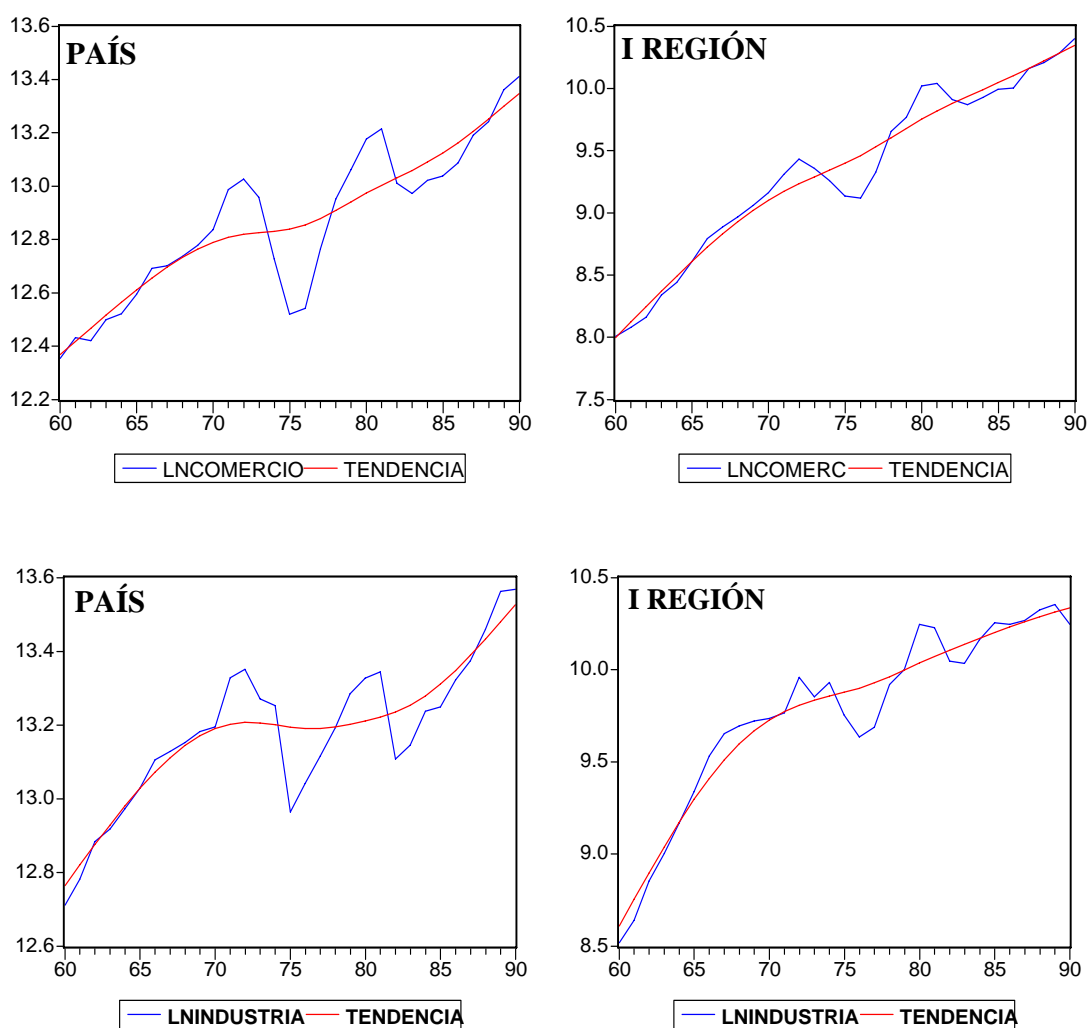 PAÍS
13.6
13.4
13.2
13.0
12.8
12.6
12.4
12.2
60 65 70 75 80 85 90
LNCOMERCIO TENDENCIA
I REGIÓN
10.5
10.0
9.5
9.0
8.5
8.0
7.5
60 65 70 75 80 85 90
LNCOMERC TENDENCIA
PAÍS
13.6
13.4
13.2
13.0
12.8
12.6
60 65 70 75 80 85 90
LNINDUSTRIA TENDENCIA
I REGIÓN
10.5
10.0
9.5
9.0
8.5
60 65 70 75 80 85 90
LNINDUSTRIA TENDENCIA